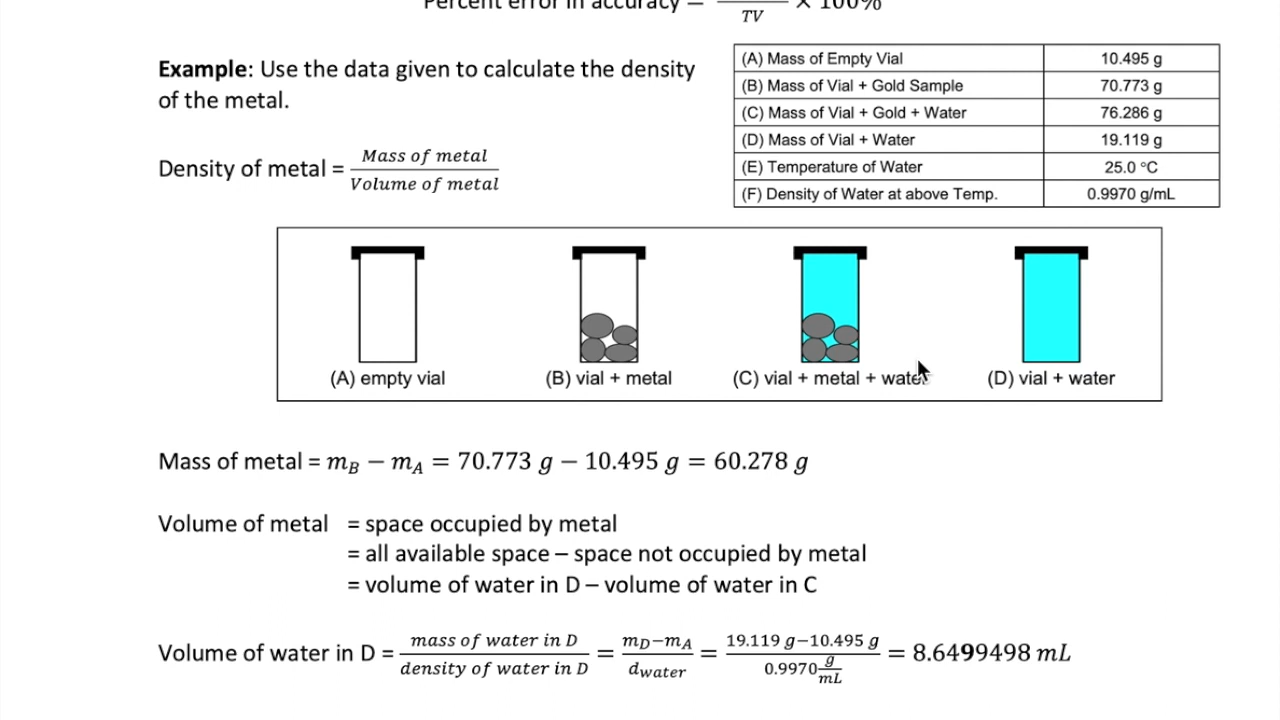 Percent error in accuracy = / TV × 100%
Example: Use the data given to calculate the density
of the metal.
Density of metal = Mass of metal / Volume of metal
(A) Mass of Empty Vial 10.495 g
(B) Mass of Vial + Gold Sample 70.773 g
(C) Mass of Vial + Gold + Water 76.286 g
(D) Mass of Vial + Water 19.119 g
(E) Temperature of Water 25.0 °C
(F) Density of Water at above Temp. 0.9970 g/mL
(A) empty vial (B) vial + metal (C) vial + metal + water (D) vial + water
Mass of metal = m_B − m_A = 70.773 g − 10.495 g = 60.278 g
Volume of metal = space occupied by metal
= all available space – space not occupied by metal
= volume of water in D – volume of water in C
Volume of water in D = mass of water in D / density of water in D = m_D−m_A / d_water = 19.119 g−10.495 g / 0.9970 g/mL = 8.6499498 mL